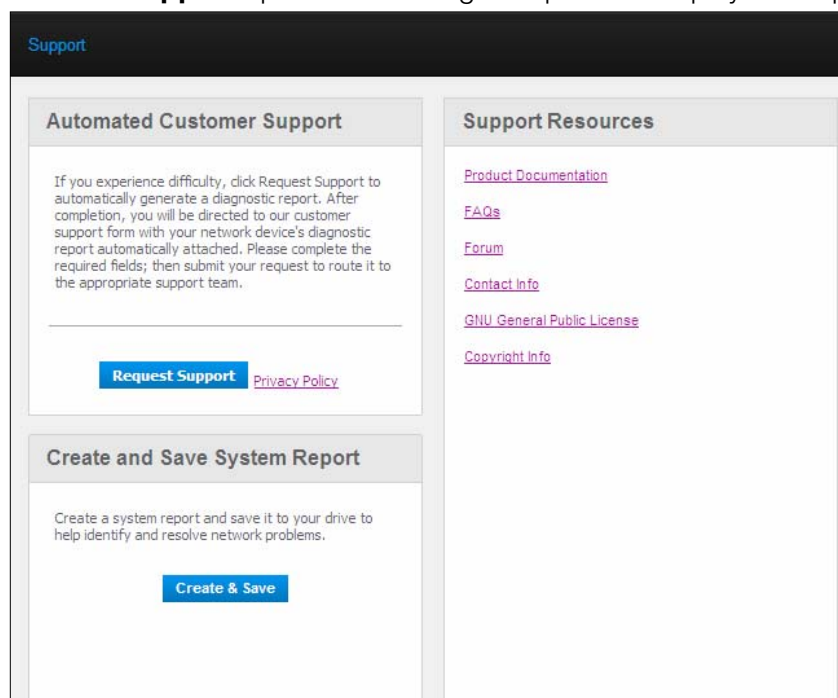 Support
Automated Customer Support
If you experience difficulty, click Request Support to
automatically generate a diagnostic report. After
completion, you will be directed to our customer
support form with your network device's diagnostic
report automatically attached. Please complete the
required fields; then submit your request to route it to
the appropriate support team.
Request Support Privacy Policy
Create and Save System Report
Create a system report and save it to your drive to
help identify and resolve network problems.
Create & Save
Support Resources
Product Documentation
FAQs
Forum
Contact Info
GNU General Public License
Copyright Info